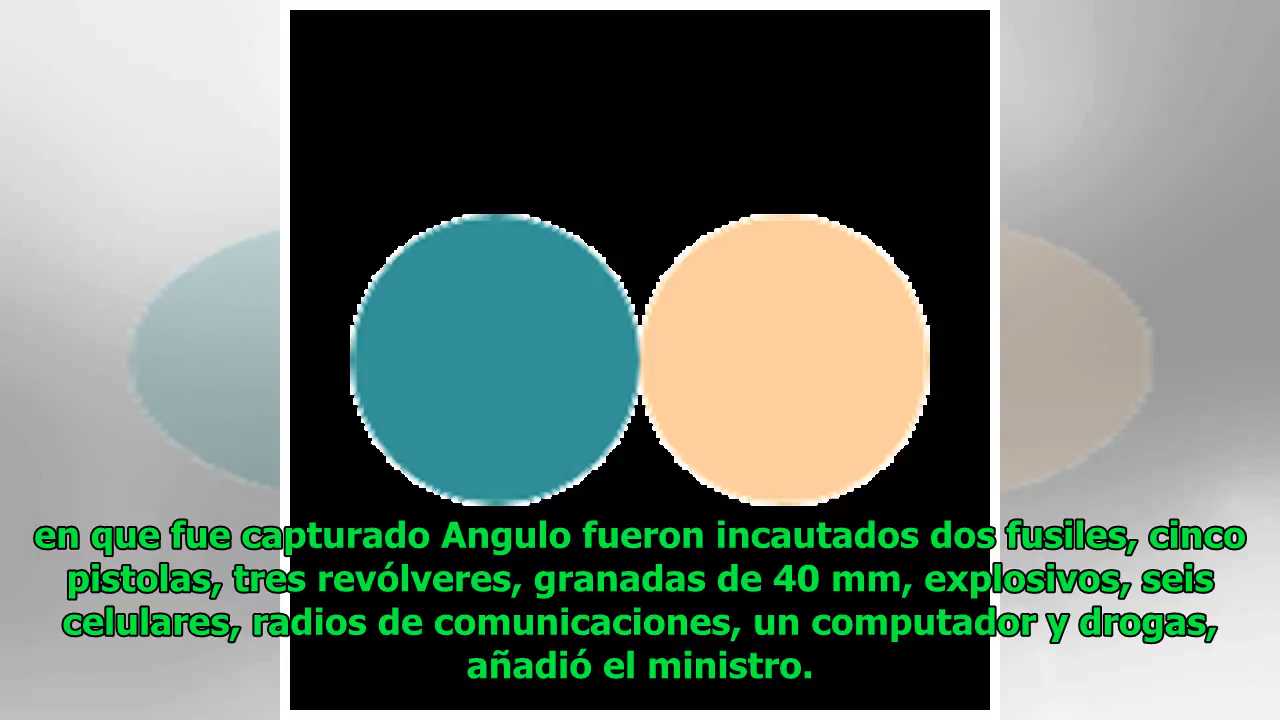 en que fue capturado Angulo fueron incautados dos fusiles, cinco
pistolas, tres revólveres, granadas de 40 mm, explosivos, seis
celulares, radios de comunicaciones, un computador y drogas,
añadió el ministro.